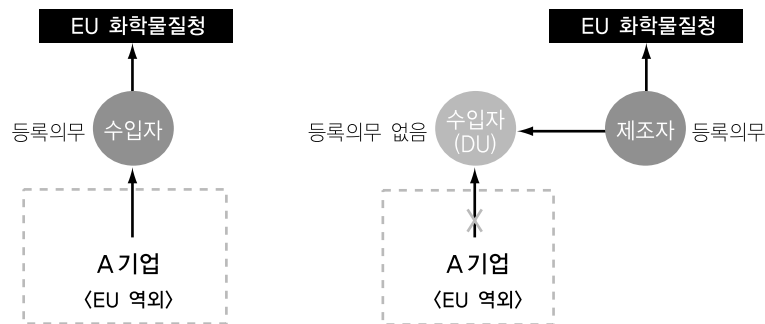 EU 화학물질청
등록의무 수입자
A 기업
〈EU 역외〉
EU 화학물질청
등록의무 없음 수입자
(DU)
제조자 등록의무
X
A 기업
〈EU 역외〉